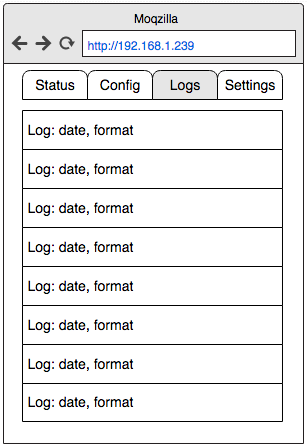 Moqzilla
http://192.168.1.239
Status Config Logs Settings
Log: date, format
Log: date, format
Log: date, format
Log: date, format
Log: date, format
Log: date, format
Log: date, format
Log: date, format